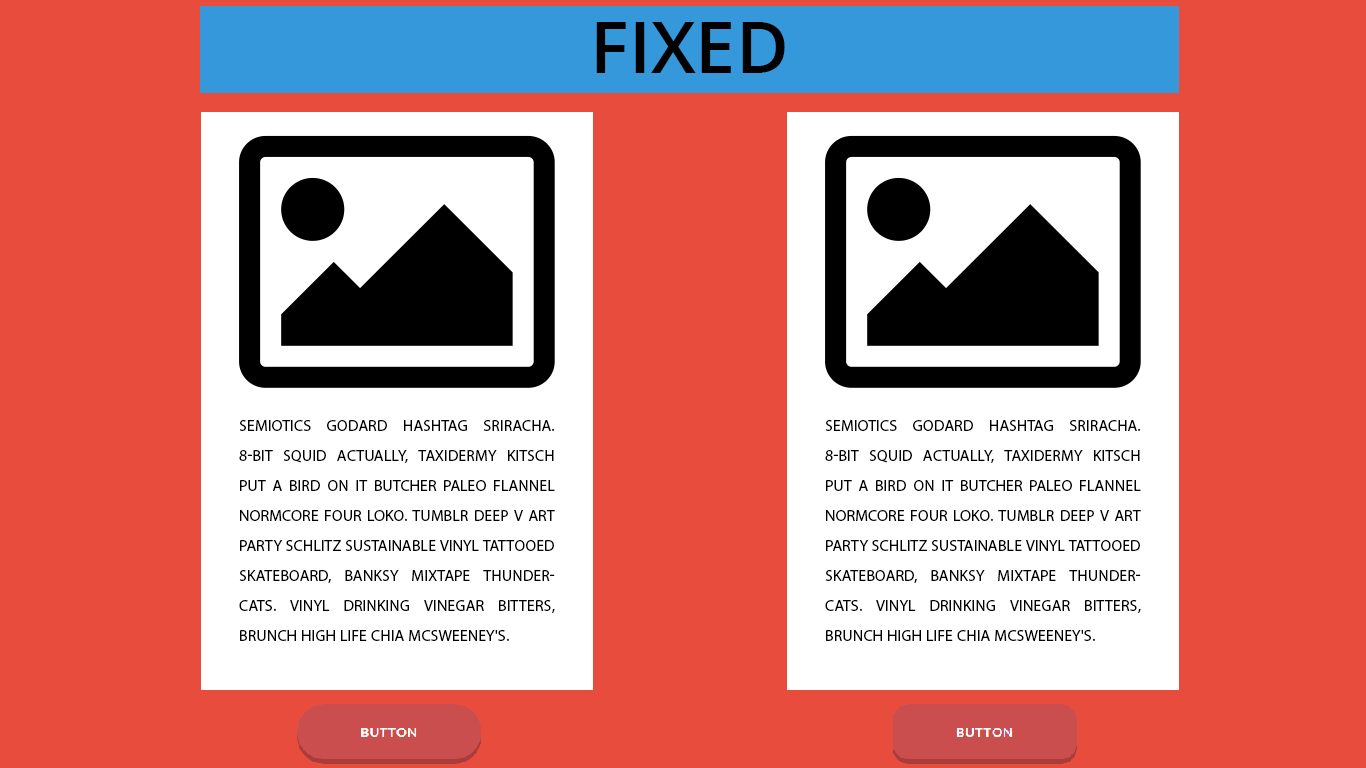 FIXED
SEMIOTICS GODARD HASHTAG SRIRACHA.
8-BIT SQUID ACTUALLY, TAXIDERMY KITSCH
PUT A BIRD ON IT BUTCHER PALEO FLANNEL
NORMCORE FOUR LOKO. TUMBLR DEEP V ART
PARTY SCHLITZ SUSTAINABLE VINYL TATTOOED
SKATEBOARD, BANKSY MIXTAPE THUNDER-
CATS. VINYL DRINKING VINEGAR BITTERS,
BRUNCH HIGH LIFE CHIA MCSWEENEY'S.
BUTTON
SEMIOTICS GODARD HASHTAG SRIRACHA.
8-BIT SQUID ACTUALLY, TAXIDERMY KITSCH
PUT A BIRD ON IT BUTCHER PALEO FLANNEL
NORMCORE FOUR LOKO. TUMBLR DEEP V ART
PARTY SCHLITZ SUSTAINABLE VINYL TATTOOED
SKATEBOARD, BANKSY MIXTAPE THUNDER-
CATS. VINYL DRINKING VINEGAR BITTERS,
BRUNCH HIGH LIFE CHIA MCSWEENEY'S.
BUTTON